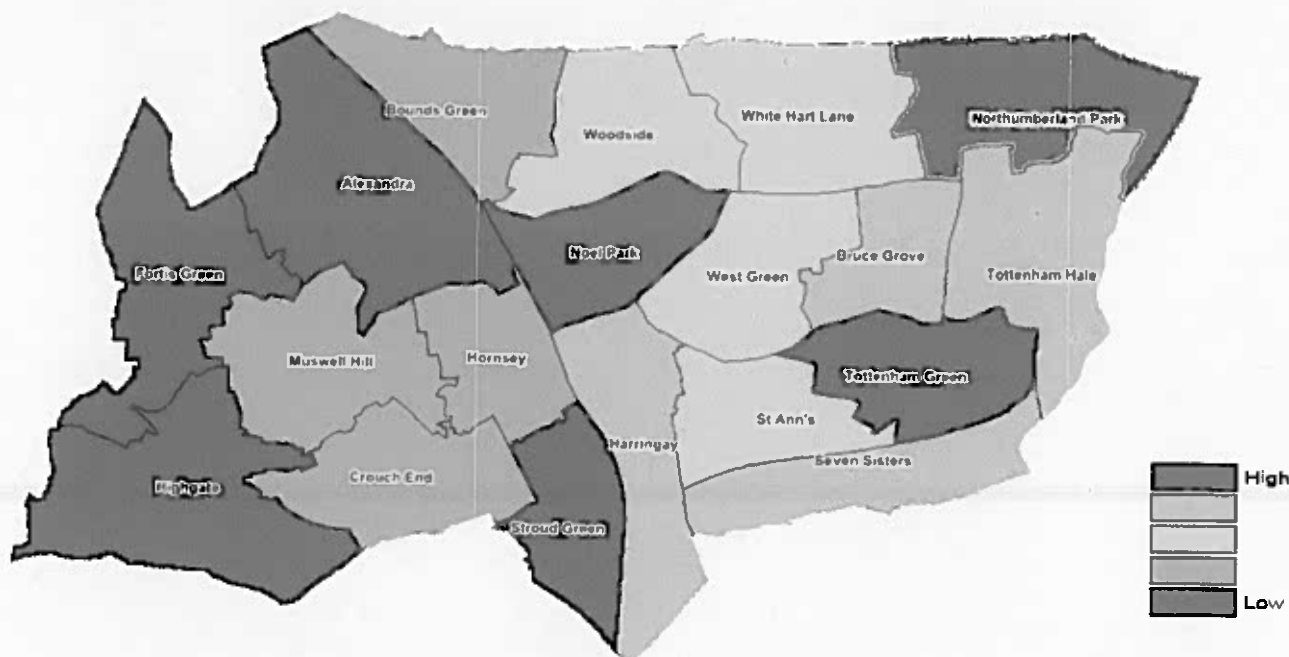 Bounds Green
Woodside
White Hart Lane
Northumberland Park
Alexandra
Noel Park
Fortis Green
West Green
Bruce Grove
Tottenham Hale
Muswell Hill
Hornsey
Tottenham Green
St Ann's
Harringay
Seven Sisters
Highgate
Crouch End
Stroud Green
High
Low